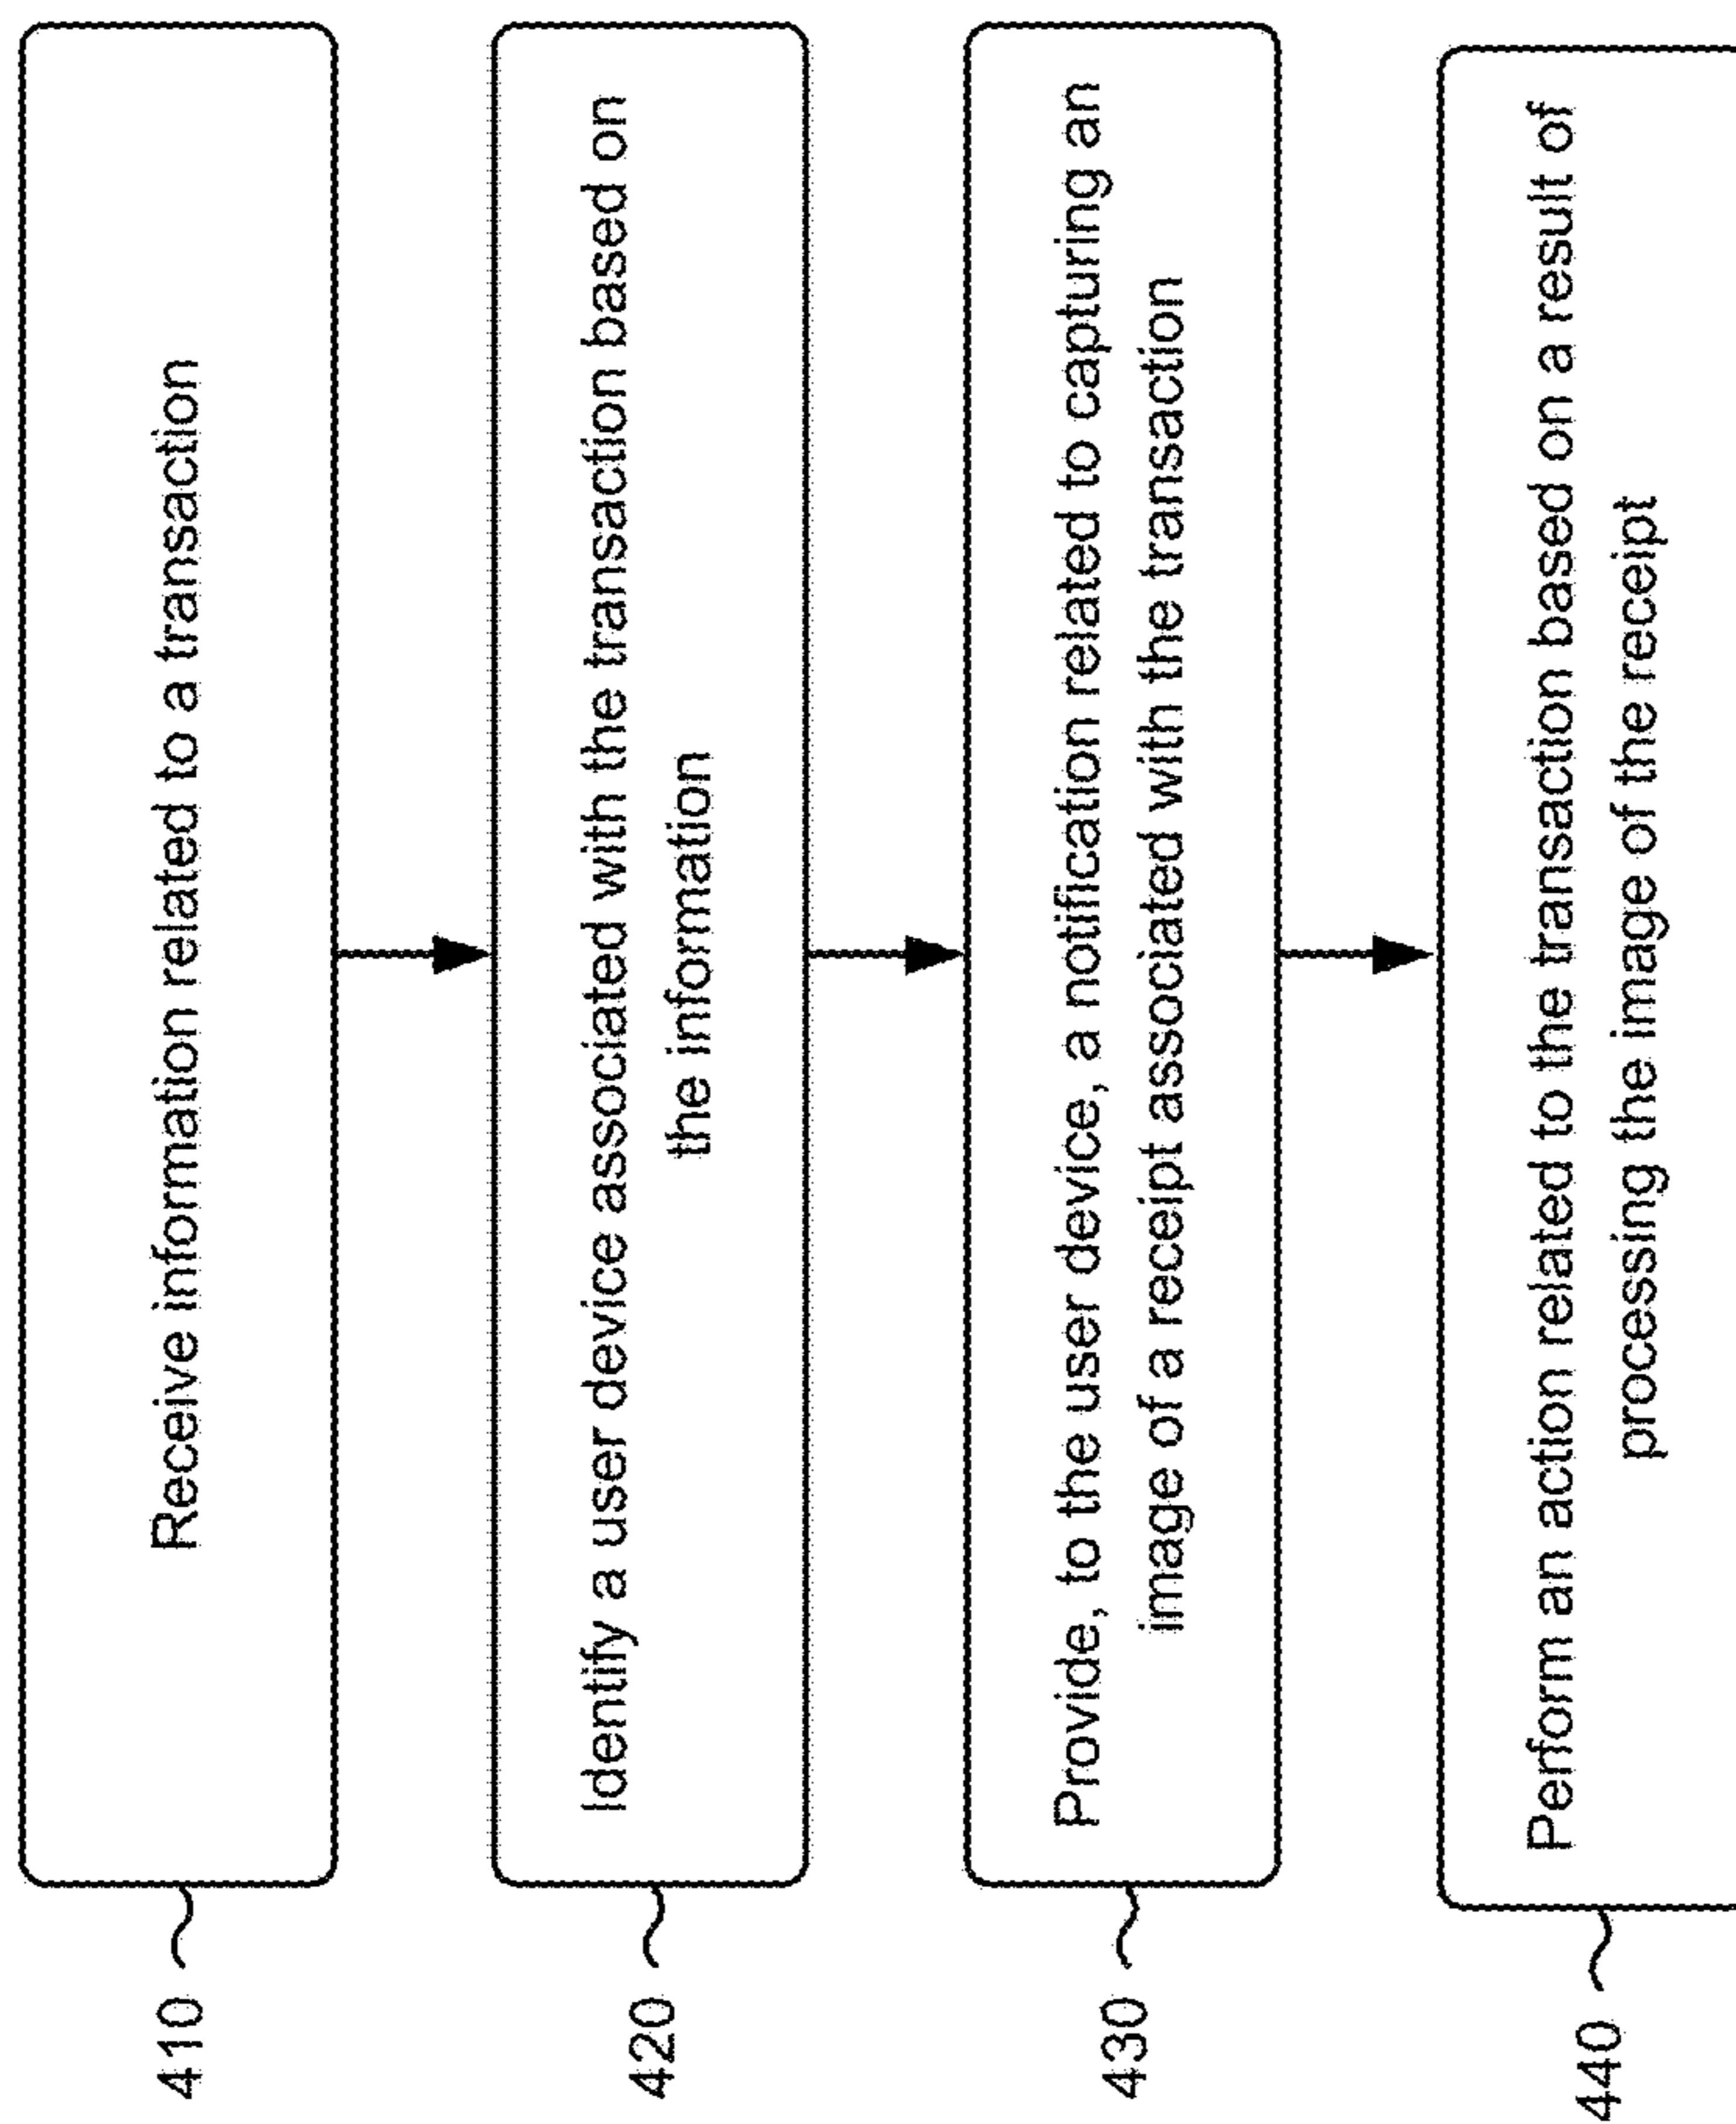 410
Receive information related to a transaction
420
Identify a user device associated with the transaction based on
the information
430
Provide, to the user device, a notification related to capturing an
image of a receipt associated with the transaction
440
Perform an action related to the transaction based on a result of
processing the image of the receipt